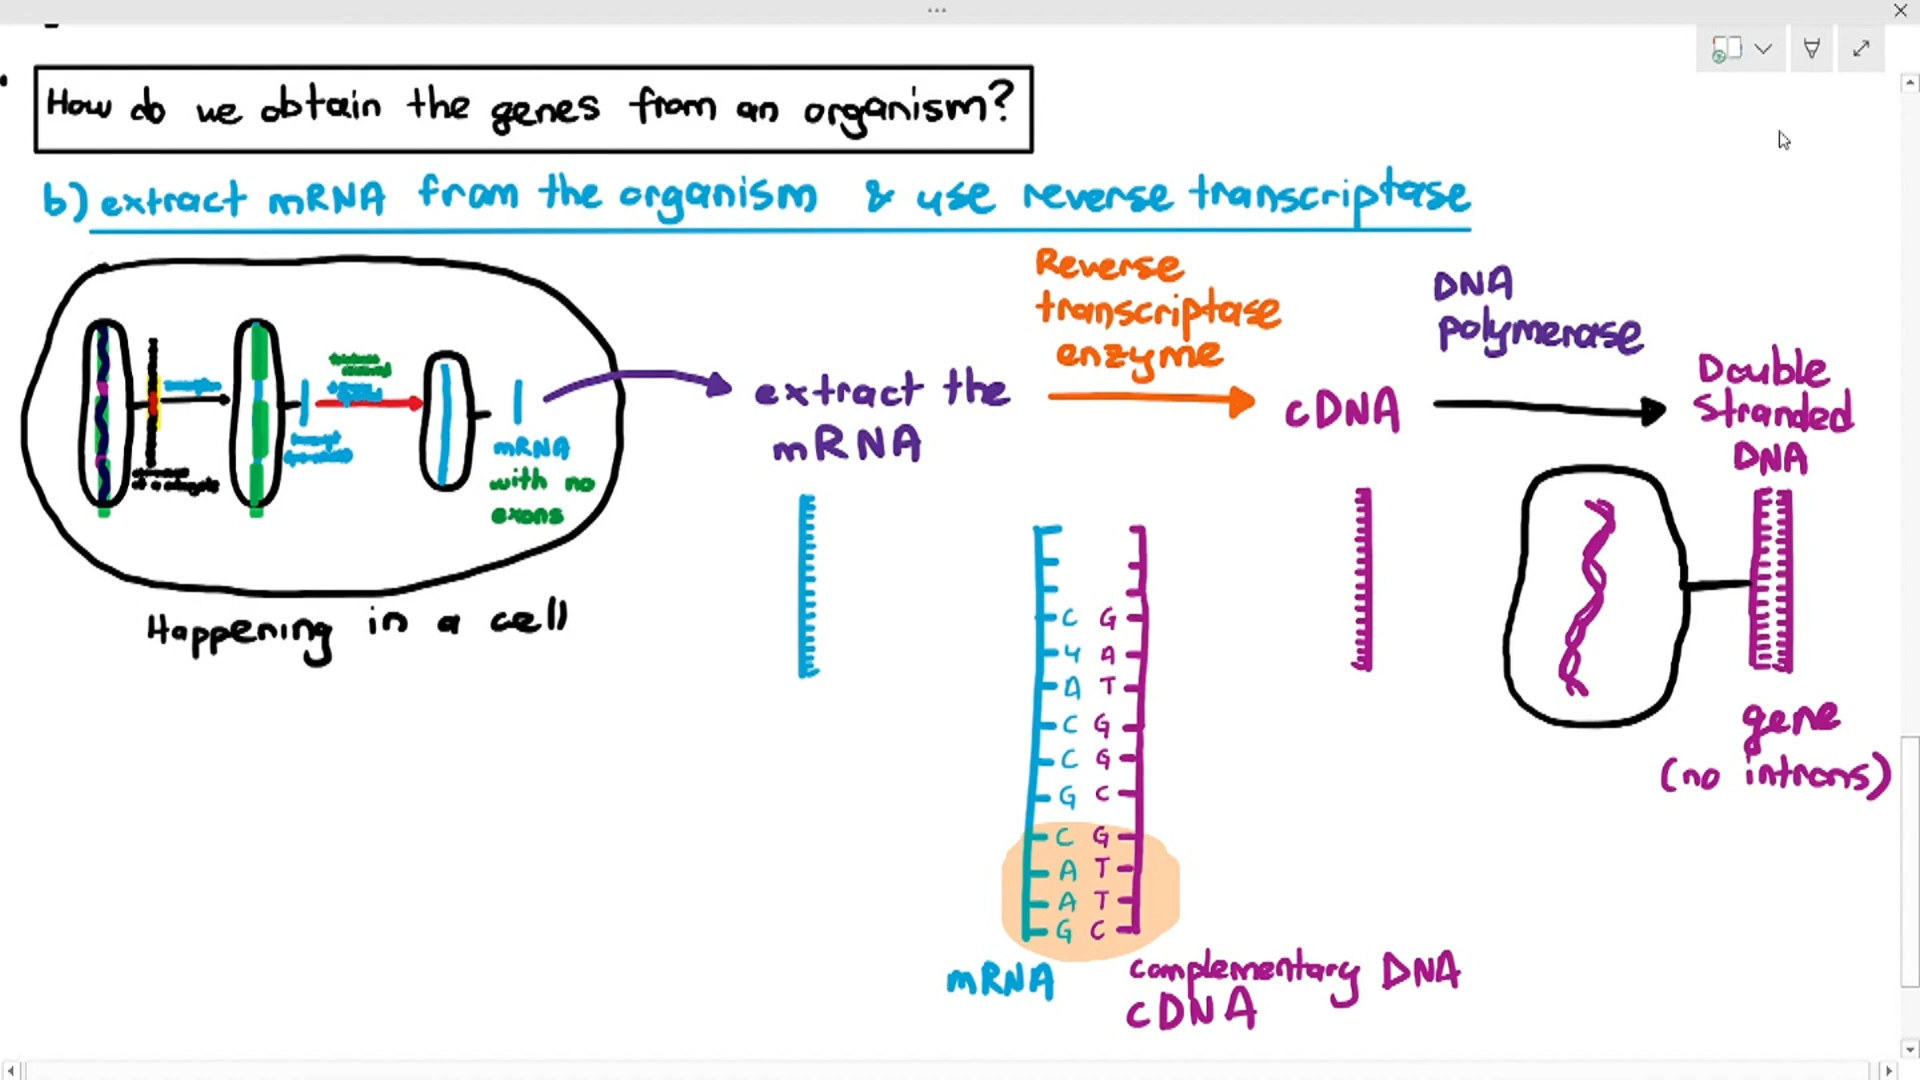 How do we obtain the genes from an organism?
b) extract mRNA from the organism & use reverse transcriptase
Reverse
transcriptase
enzyme
DNA
polymerase
extract the
mRNA
cDNA
Double
Stranded
DNA
mRNA
with no
exons
Happening in a cell
C G
U A
A T
C G
C G
G C
C G
A T
A T
G C
mRNA
complementary DNA
cDNA
gene
(no introns)